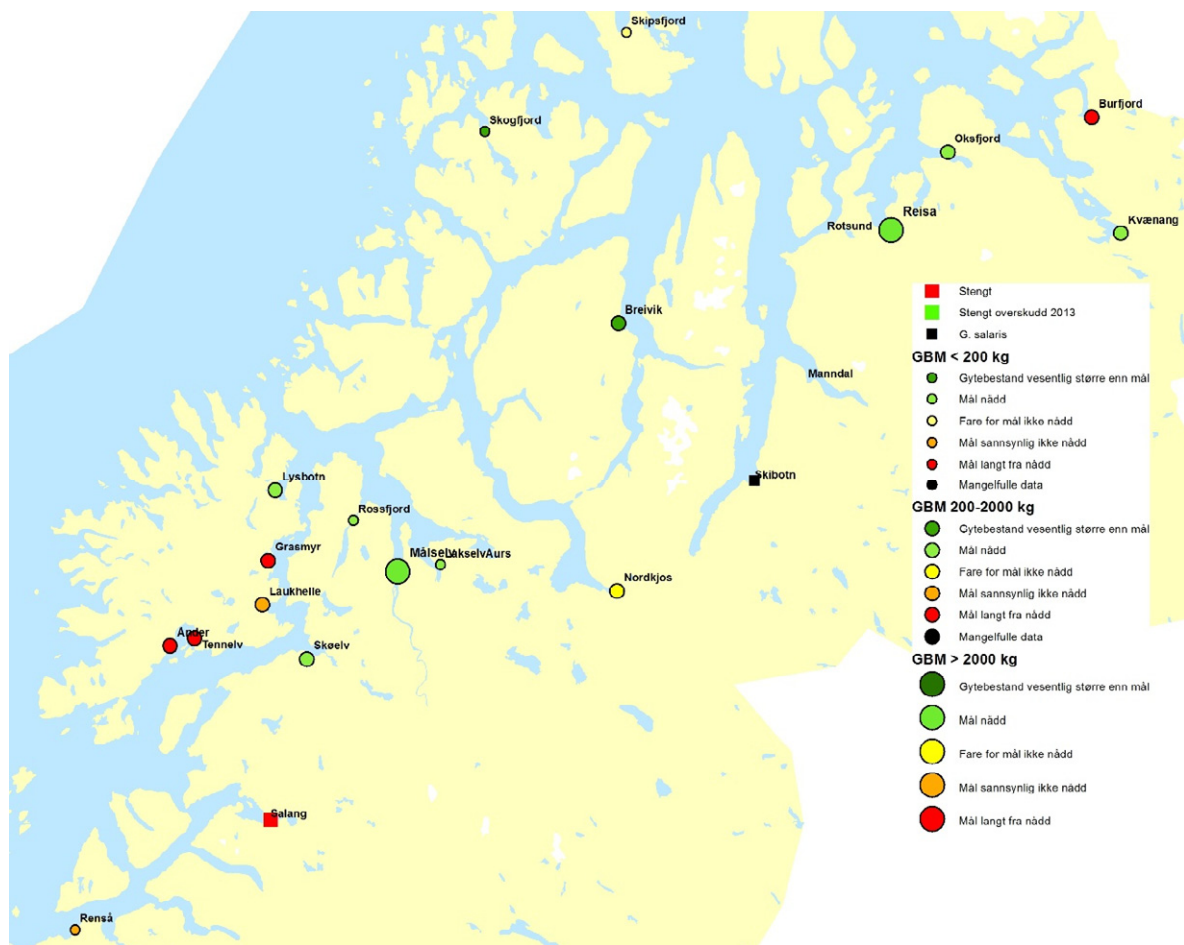 Skipsfjord
Skogfjord
Burfjord
Oksfjord
Reisa
Rotsund
Kvænang
Breivik
Manndal
Skibotn
Lysbotn
Rossfjord
Målselv
LakselvAurs
Grasmyr
Laukhelle
Nordkjos
Ånder
Tennelv
Skøelv
Salang
Renså
Stengt
Stengt overskudd 2013
G. salaris
GBM < 200 kg
Gytebestand vesentlig større enn mål
Mål nådd
Fare for mål ikke nådd
Mål sannsynlig ikke nådd
Mål langt fra nådd
Mangelfulle data
GBM 200-2000 kg
Gytebestand vesentlig større enn mål
Mål nådd
Fare for mål ikke nådd
Mål sannsynlig ikke nådd
Mål langt fra nådd
Mangelfulle data
GBM > 2000 kg
Gytebestand vesentlig større enn mål
Mål nådd
Fare for mål ikke nådd
Mål sannsynlig ikke nådd
Mål langt fra nådd